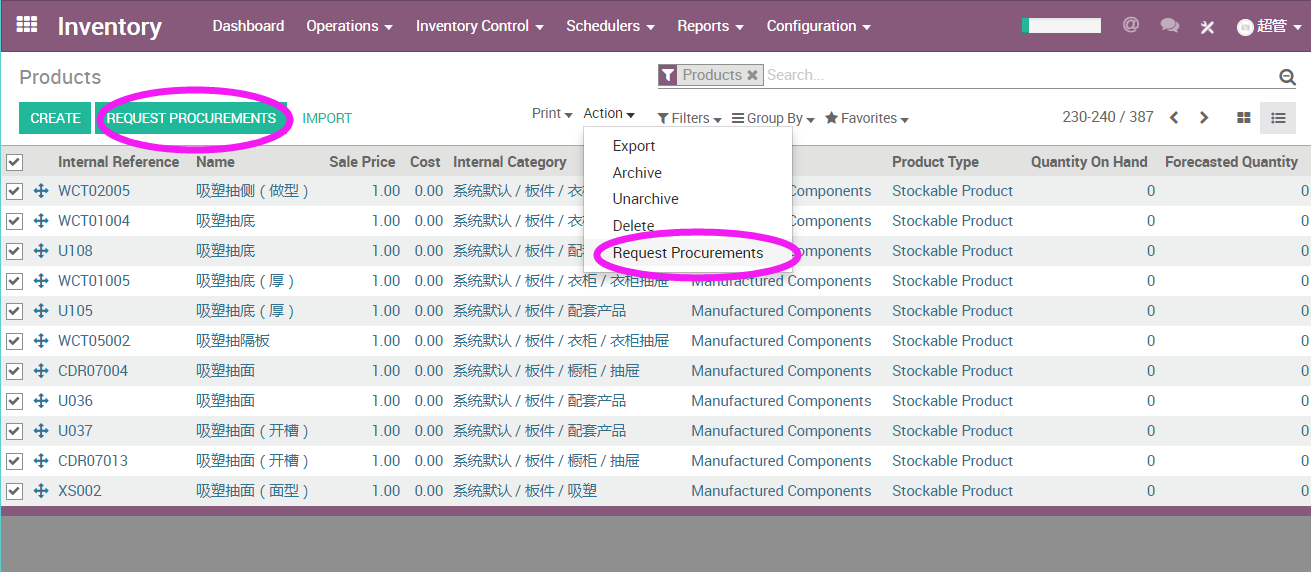 Inventory Dashboard Operations Inventory Control Schedulers Reports Configuration @ 超管
Products
Products Search...
CREATE REQUEST PROCUREMENTS IMPORT Print Action Filters Group By Favorites 230-240 / 387
Export
Archive
Unarchive
Delete
Request Procurements
Internal Reference Name Sale Price Cost Internal Category Product Type Quantity On Hand Forecasted Quantity
WCT02005 吸塑抽侧（做型） 1.00 0.00 系统默认 / 板件 / 衣 Components Stockable Product 0 0
WCT01004 吸塑抽底 1.00 0.00 系统默认 / 板件 / 衣 Components Stockable Product 0 0
U108 吸塑抽底 1.00 0.00 系统默认 / 板件 / 配 Components Stockable Product 0 0
WCT01005 吸塑抽底（厚） 1.00 0.00 系统默认 / 板件 / 衣柜 / 衣柜抽屉 Manufactured Components Stockable Product 0 0
U105 吸塑抽底（厚） 1.00 0.00 系统默认 / 板件 / 配套产品 Manufactured Components Stockable Product 0 0
WCT05002 吸塑抽隔板 1.00 0.00 系统默认 / 板件 / 衣柜 / 衣柜抽屉 Manufactured Components Stockable Product 0 0
CDR07004 吸塑抽面 1.00 0.00 系统默认 / 板件 / 橱柜 / 抽屉 Manufactured Components Stockable Product 0 0
U036 吸塑抽面 1.00 0.00 系统默认 / 板件 / 配套产品 Manufactured Components Stockable Product 0 0
U037 吸塑抽面（开槽） 1.00 0.00 系统默认 / 板件 / 配套产品 Manufactured Components Stockable Product 0 0
CDR07013 吸塑抽面（开槽） 1.00 0.00 系统默认 / 板件 / 橱柜 / 抽屉 Manufactured Components Stockable Product 0 0
XS002 吸塑抽面（面型） 1.00 0.00 系统默认 / 板件 / 吸塑 Manufactured Components Stockable Product 0 0